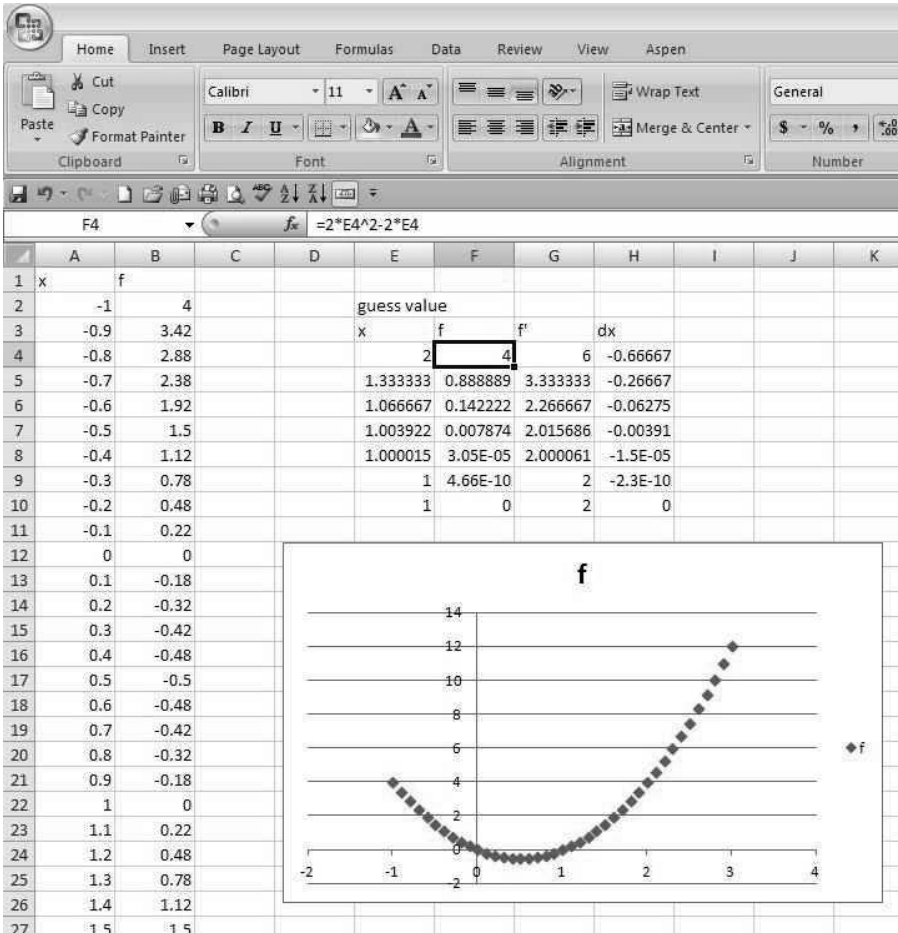 Home Insert Page Layout Formulas Data Review View Aspen
Cut
Copy
Paste
Format Painter
Clipboard
Calibri 11 A A
B I U A
Font
Wrap Text
Merge & Center
Alignment
General
$ % ,
Number
F4 fx =2*E4^2-2*E4
A B C D E F G H I J K
1 x f
2 -1 4 guess value
3 -0.9 3.42 x f f' dx
4 -0.8 2.88 2 4 6 -0.66667
5 -0.7 2.38 1.333333 0.888889 3.333333 -0.26667
6 -0.6 1.92 1.066667 0.142222 2.266667 -0.06275
7 -0.5 1.5 1.003922 0.007874 2.015686 -0.00391
8 -0.4 1.12 1.000015 3.05E-05 2.000061 -1.5E-05
9 -0.3 0.78 1 4.66E-10 2 -2.3E-10
10 -0.2 0.48 1 0 2 0
11 -0.1 0.22
12 0 0
13 0.1 -0.18
14 0.2 -0.32
15 0.3 -0.42
16 0.4 -0.48
17 0.5 -0.5
18 0.6 -0.48
19 0.7 -0.42
20 0.8 -0.32
21 0.9 -0.18
22 1 0
23 1.1 0.22
24 1.2 0.48
25 1.3 0.78
26 1.4 1.12
27 1.5 1.5
f
14
12
10
8
6
4
2
0
-2
-2 -1 0 1 2 3 4
f